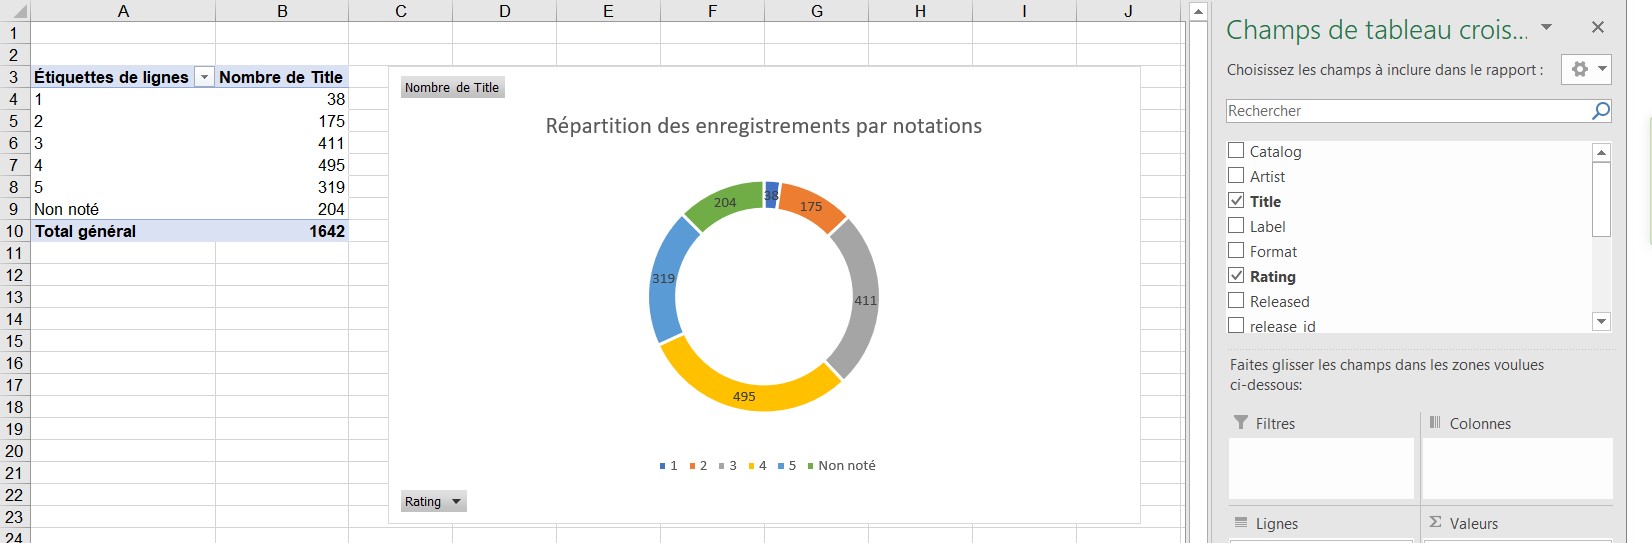 A B C D E F G H I J
1
2
3 Étiquettes de lignes Nombre de Title
4 1 38
5 2 175
6 3 411
7 4 495
8 5 319
9 Non noté 204
10 Total général 1642
11
12
13
14
15
16
17
18
19
20
21
22
23
24
Nombre de Title
Répartition des enregistrements par notations
38
175
411
495
319
204
1 2 3 4 5 Non noté
Rating
Champs de tableau crois...
Choisissez les champs à inclure dans le rapport :
Rechercher
Catalog
Artist
Title
Label
Format
Rating
Released
release_id
Faites glisser les champs dans les zones voulues
ci-dessous:
Filtres
Colonnes
Lignes
Valeurs